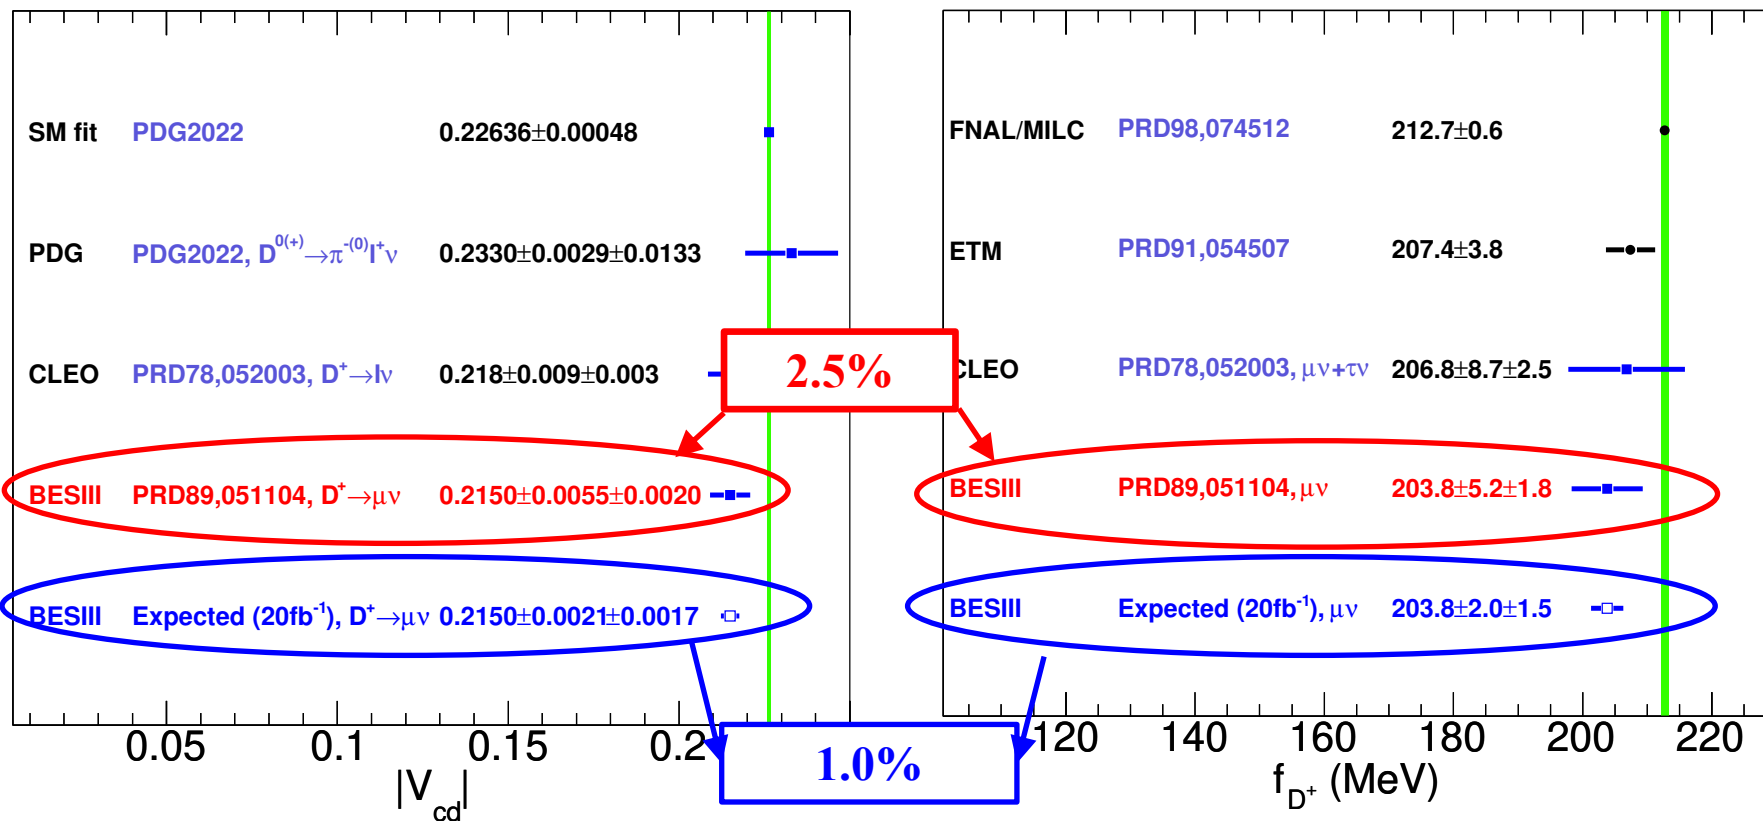 SM fit PDG2022 0.22636±0.00048
PDG PDG2022, D⁰⁽⁺⁾→π⁻⁽⁰⁾l⁺ν 0.2330±0.0029±0.0133
CLEO PRD78,052003, D⁺→lν 0.218±0.009±0.003
BESIII PRD89,051104, D⁺→μν 0.2150±0.0055±0.0020
BESIII Expected (20fb⁻¹), D⁺→μν 0.2150±0.0021±0.0017
0.05 0.1 0.15 0.2
|V_cd|
2.5%
1.0%
FNAL/MILC PRD98,074512 212.7±0.6
ETM PRD91,054507 207.4±3.8
CLEO PRD78,052003, μν+τν 206.8±8.7±2.5
BESIII PRD89,051104, μν 203.8±5.2±1.8
BESIII Expected (20fb⁻¹), μν 203.8±2.0±1.5
120 140 160 180 200 220
f_D⁺ (MeV)